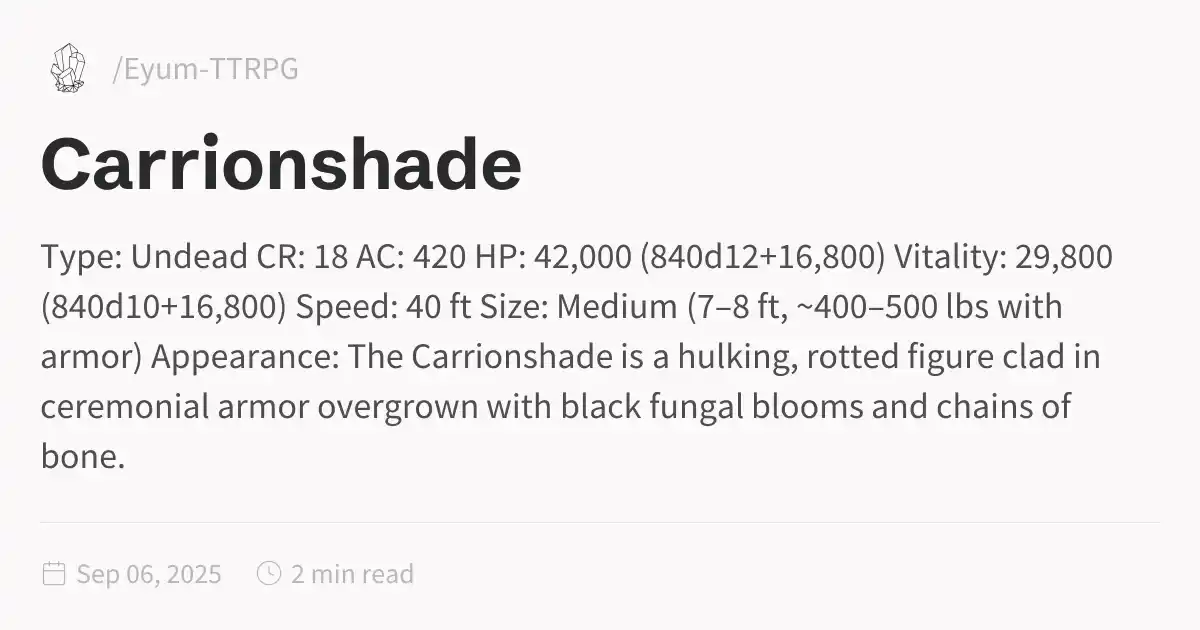 /Eyum-TTRPG
Carrionshade
Type: Undead CR: 18 AC: 420 HP: 42,000 (840d12+16,800) Vitality: 29,800
(840d10+16,800) Speed: 40 ft Size: Medium (7–8 ft, ~400–500 lbs with
armor) Appearance: The Carrionshade is a hulking, rotted figure clad in
ceremonial armor overgrown with black fungal blooms and chains of
bone.
Sep 06, 2025 2 min read